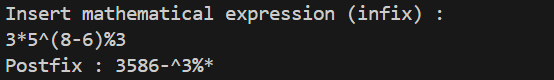 Insert mathematical expression (infix) :
3*5^(8-6)%3
Postfix : 3586-^3%*